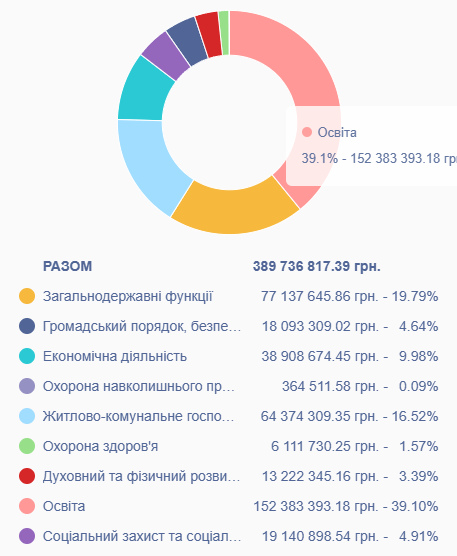 Освіта
39.1% - 152 383 393.18 гр
РАЗОМ 389 736 817.39 грн.
Загальнодержавні функції 77 137 645.86 грн. - 19.79%
Громадський порядок, безпе... 18 093 309.02 грн. - 4.64%
Економічна діяльність 38 908 674.45 грн. - 9.98%
Охорона навколишнього пр... 364 511.58 грн. - 0.09%
Житлово-комунальне госпо... 64 374 309.35 грн. - 16.52%
Охорона здоров'я 6 111 730.25 грн. - 1.57%
Духовний та фізичний розви... 13 222 345.16 грн. - 3.39%
Освіта 152 383 393.18 грн. - 39.10%
Соціальний захист та соціал... 19 140 898.54 грн. - 4.91%